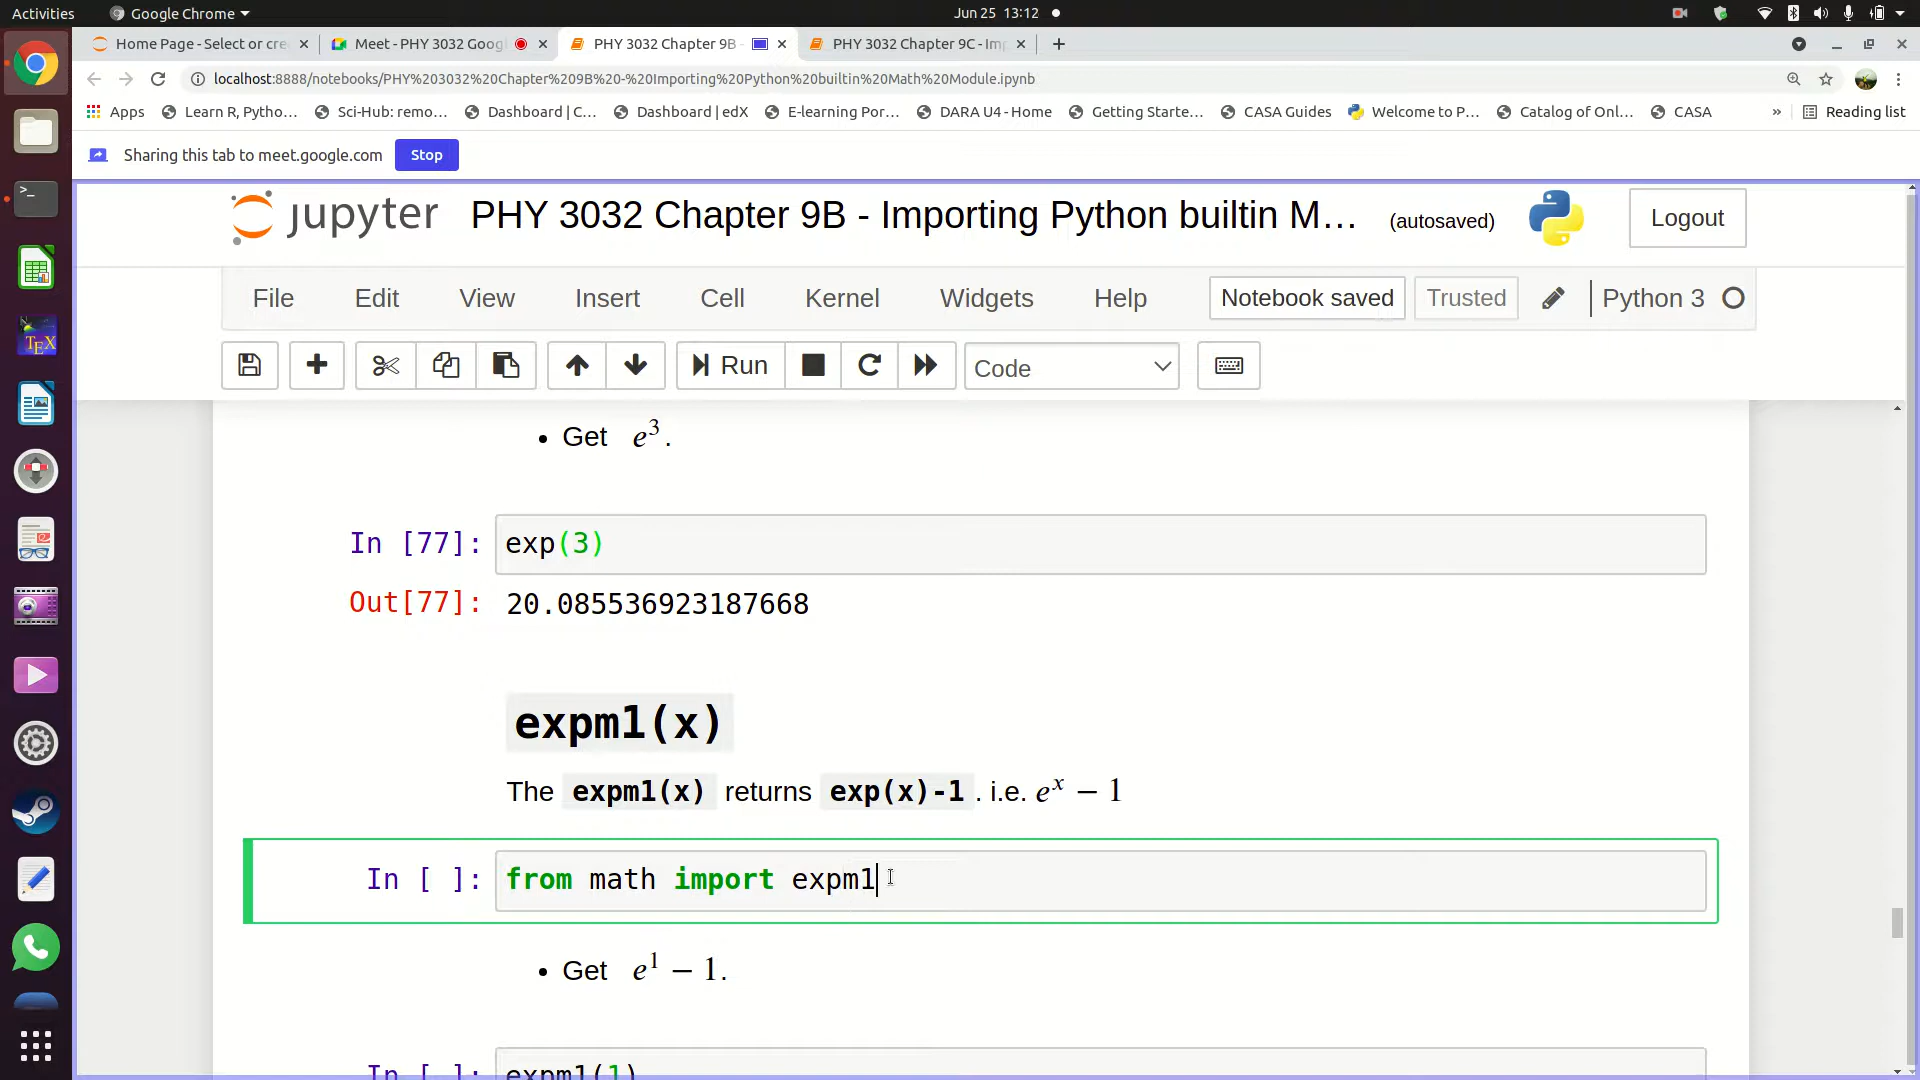 Activities Google Chrome Jun 25 13:12
Home Page - Select or cre Meet - PHY 3032 Goog PHY 3032 Chapter 9B - PHY 3032 Chapter 9C - Im
localhost:8888/notebooks/PHY%203032%20Chapter%209B%20-%20Importing%20Python%20builtin%20Math%20Module.ipynb
Apps Learn R, Pytho... Sci-Hub: remo... Dashboard | C... Dashboard | edX E-learning Por... DARA U4 - Home Getting Starte... CASA Guides Welcome to P... Catalog of Onl... CASA » Reading list
Sharing this tab to meet.google.com Stop
jupyter PHY 3032 Chapter 9B - Importing Python builtin M... (autosaved) Logout
File Edit View Insert Cell Kernel Widgets Help Notebook saved Trusted Python 3
Run Code
• Get e³.
In [77]: exp(3)
Out[77]: 20.085536923187668
expm1(x)
The expm1(x) returns exp(x)-1 . i.e. eˣ − 1
In [ ]: from math import expm1
• Get e¹ − 1.
In [ ]: expm1(1)